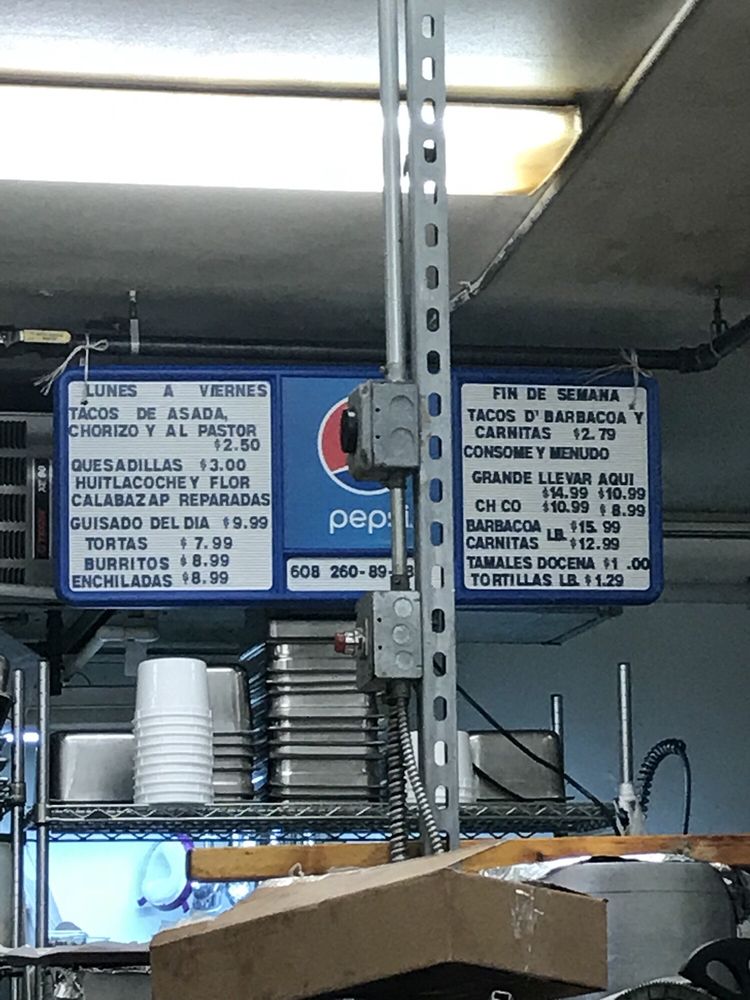 LUNES A VIERNES
TACOS DE ASADA,
CHORIZO Y AL PASTOR
$2.50
QUESADILLAS $3.00
HUITLACOCHE Y FLOR
CALABAZA P REPARADAS
GUISADO DEL DIA $9.99
TORTAS $7.99
BURRITOS $8.99
ENCHILADAS $8.99
pepsi
608 260-89-
FIN DE SEMANA
TACOS D' BARBACOA Y
CARNITAS $2.79
CONSOME Y MENUDO
GRANDE LLEVAR AQUI
$14.99 $10.99
CH CO $10.99 $8.99
BARBACOA LB. $15.99
CARNITAS $12.99
TAMALES DOCENA $1 .00
TORTILLAS LB. $1.29